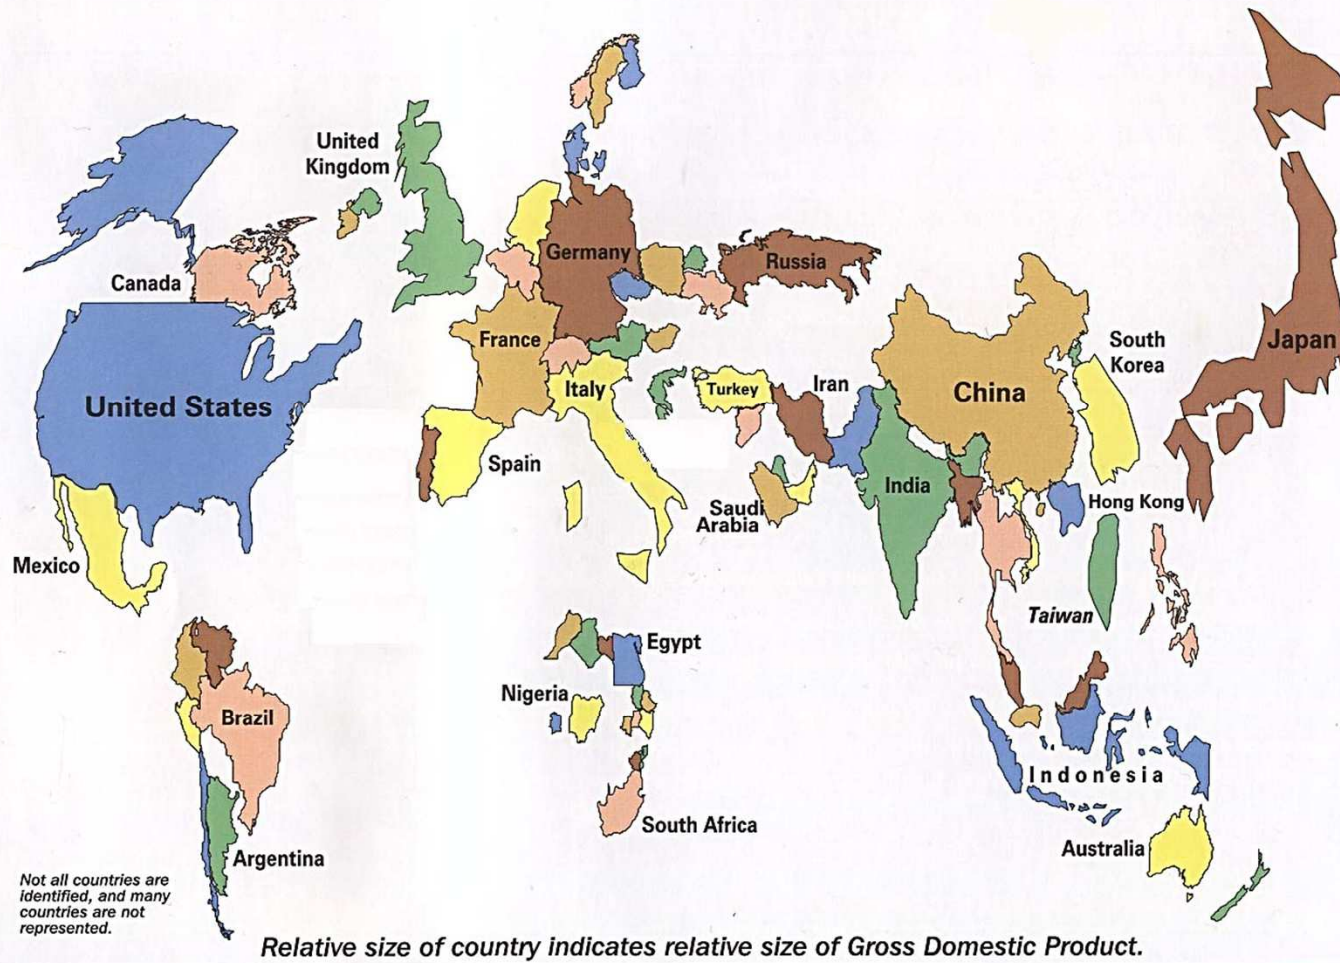 United
Kingdom
Canada
Germany
Russia
France
South
Korea
Japan
Italy
Turkey
Iran
China
United States
Spain
India
Hong Kong
Saudi
Arabia
Mexico
Taiwan
Egypt
Nigeria
Brazil
Indonesia
South Africa
Australia
Argentina
Not all countries are
identified, and many
countries are not
represented.
Relative size of country indicates relative size of Gross Domestic Product.